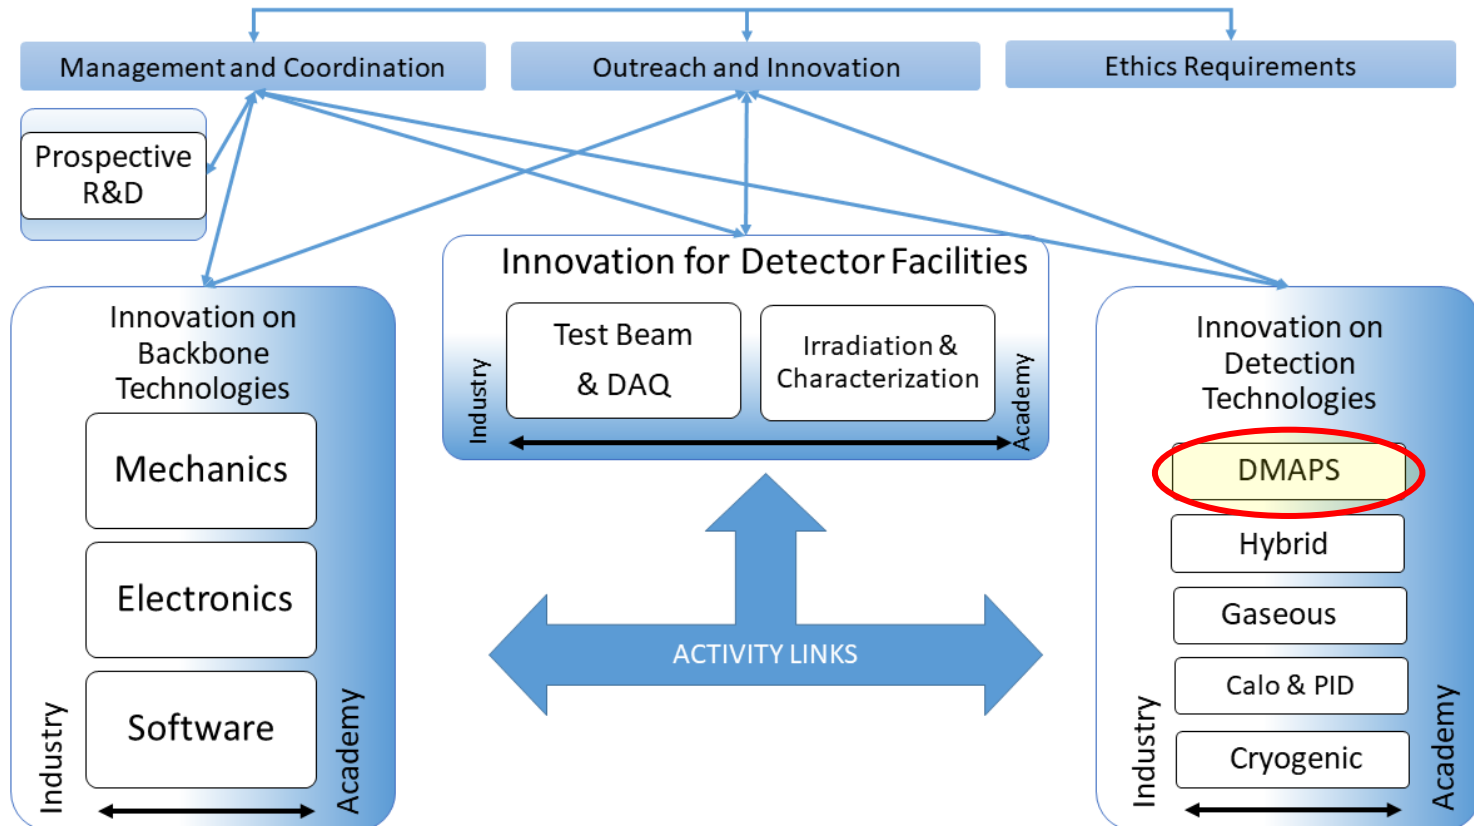 Management and Coordination
Outreach and Innovation
Ethics Requirements
Prospective
R&D
Innovation for Detector Facilities
Test Beam
& DAQ
Irradiation &
Characterization
Industry
Academy
Innovation on
Backbone
Technologies
Mechanics
Electronics
Software
Industry
Academy
ACTIVITY LINKS
Innovation on
Detection
Technologies
DMAPS
Hybrid
Gaseous
Calo & PID
Cryogenic
Industry
Academy